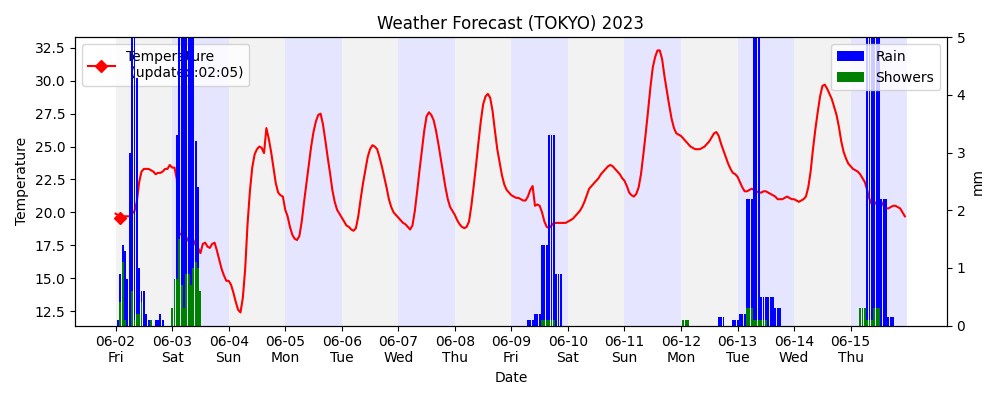 Weather Forecast (TOKYO) 2023
Temperature
(updated:02:05)
Rain
Showers
Temperature
32.5
30.0
27.5
25.0
22.5
20.0
17.5
15.0
12.5
5
4
3
2
1
0
mm
06-02 06-03 06-04 06-05 06-06 06-07 06-08 06-09 06-10 06-11 06-12 06-13 06-14 06-15
Fri Sat Sun Mon Tue Wed Thu Fri Sat Sun Mon Tue Wed Thu
Date